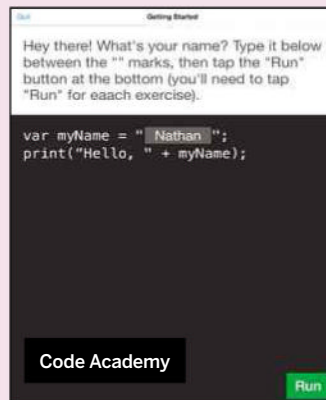 Quit
Getting Started
Hey there! What's your name? Type it below
between the "" marks, then tap the "Run"
button at the bottom (you'll need to tap
"Run" for eaach exercise).
var myName = " Nathan ";
print("Hello, " + myName);
Code Academy
Run